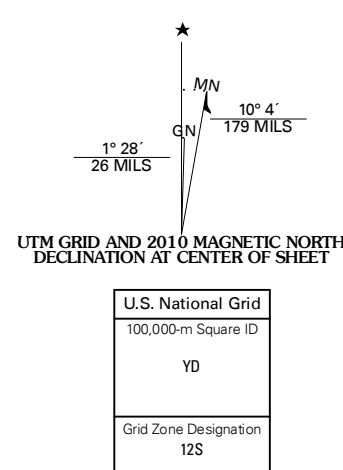 MN
GN
10° 4´
179 MILS
1° 28´
26 MILS
UTM GRID AND 2010 MAGNETIC NORTH
DECLINATION AT CENTER OF SHEET
U.S. National Grid
100,000-m Square ID
YD
Grid Zone Designation
12S